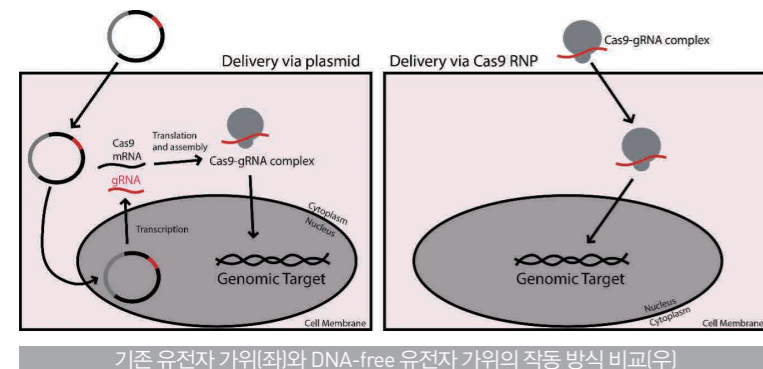 Delivery via plasmid
Cas9
mRNA
gRNA
Translation
and assembly
Cas9-gRNA complex
Transcription
Cytoplasm
Nucleus
Genomic Target
Cell Membrane
Delivery via Cas9 RNP
Cas9-gRNA complex
Genomic Target
Nucleus
Cytoplasm
Cell Membrane
기존 유전자 가위(좌)와 DNA-free 유전자 가위의 작동 방식 비교(우)